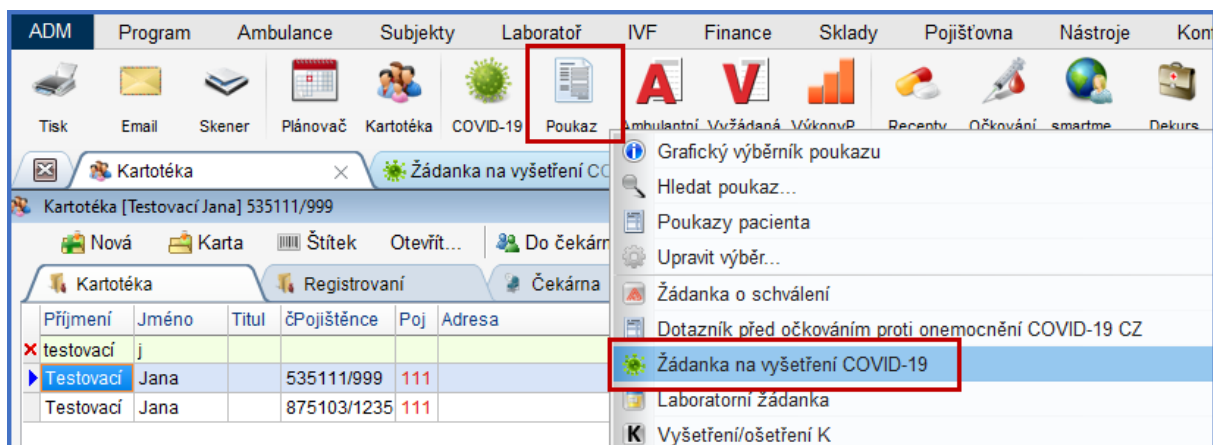 ADM Program Ambulance Subjekty Laboratoř IVF Finance Sklady Pojišťovna Nástroje
Tisk Email Skener Plánovač Kartotéka COVID-19 Poukaz Ambulantní Vyžádaná VýkonyP Recepty Očkování smartme Dekurs
Kartotéka Žádanka na vyšetření CO
Kartotéka [Testovací Jana] 535111/999
Nová Karta Štítek Otevřít... Do čekárn
Kartotéka Registrovaní Čekárna
Příjmení Jméno Titul čPojištěnce Poj Adresa
testovací j
Testovací Jana 535111/999 111
Testovací Jana 875103/1235 111
Grafický výběrník poukazu
Hledat poukaz...
Poukazy pacienta
Upravit výběr...
Žádanka o schválení
Dotazník před očkováním proti onemocnění COVID-19 CZ
Žádanka na vyšetření COVID-19
Laboratorní žádanka
K Vyšetření/ošetření K